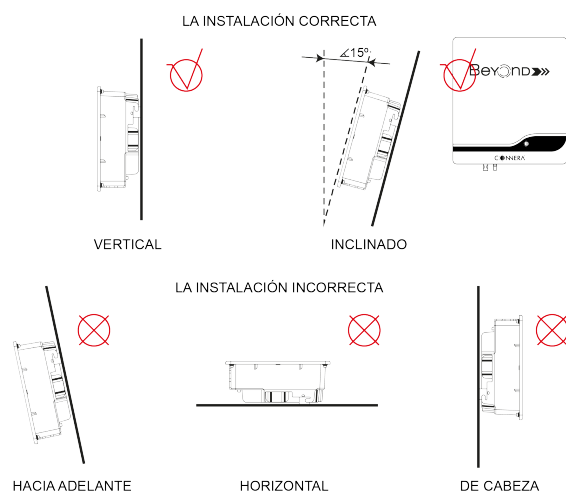 LA INSTALACIÓN CORRECTA
∡15º
BEYOND
CONNERA
VERTICAL
INCLINADO
LA INSTALACIÓN INCORRECTA
HACIA ADELANTE
HORIZONTAL
DE CABEZA